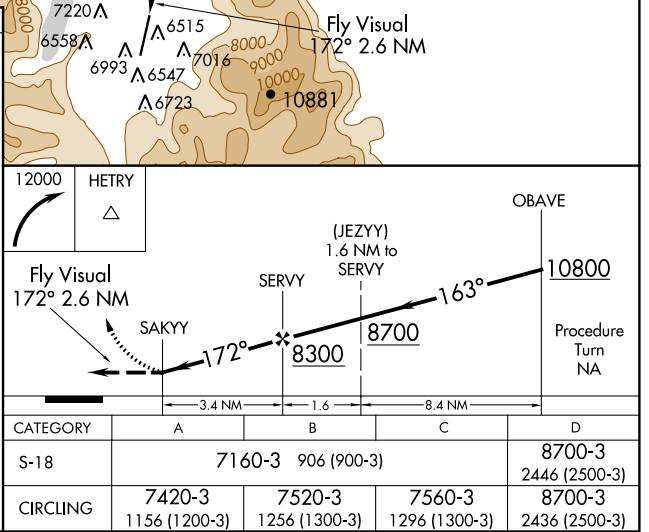 8000
7220
6558
6515
6993
7016
6547
6723
8000
9000
10000
10881
Fly Visual
172° 2.6 NM
12000
HETRY
OBAVE
(JEZYY)
1.6 NM to
SERVY
Fly Visual
172° 2.6 NM
SERVY
163°
10800
SAKYY
172°
8300
8700
Procedure
Turn
NA
3.4 NM
1.6
8.4 NM
CATEGORY A B C D
S-18 7160-3 906 (900-3) 8700-3
2446 (2500-3)
CIRCLING 7420-3 7520-3 7560-3 8700-3
1156 (1200-3) 1256 (1300-3) 1296 (1300-3) 2436 (2500-3)